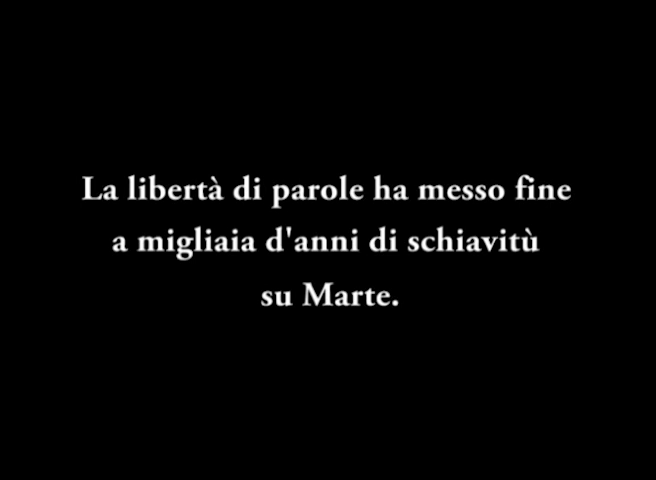 La libertà di parole ha messo fine
a migliaia d'anni di schiavitù
su Marte.